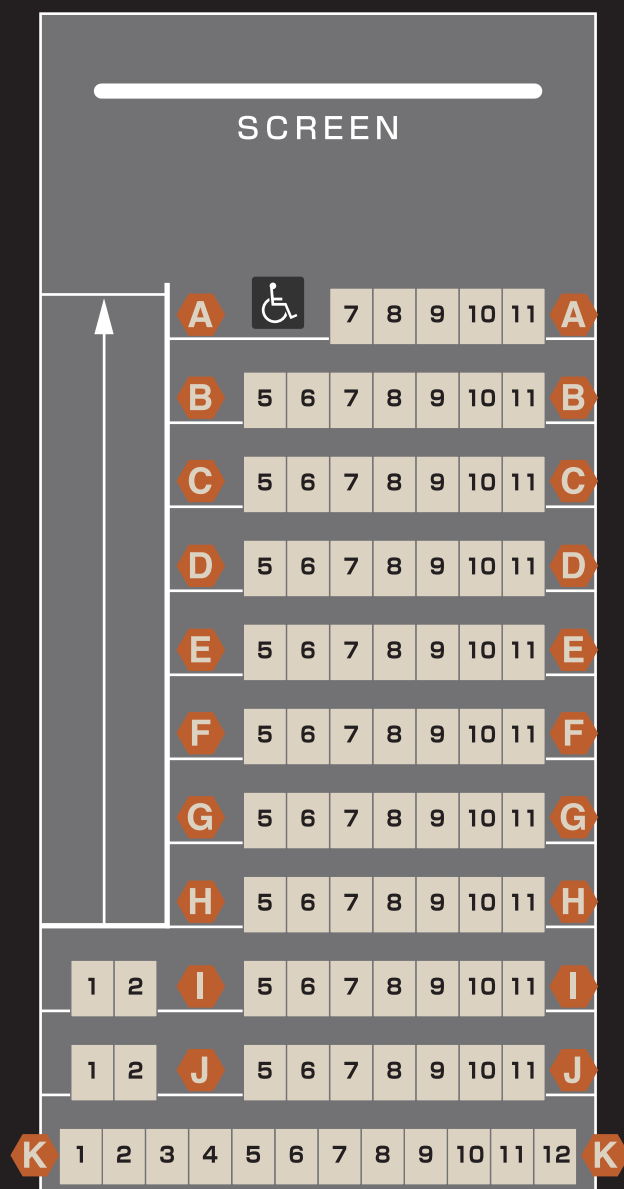 SCREEN
A 7 8 9 10 11 A
B 5 6 7 8 9 10 11 B
C 5 6 7 8 9 10 11 C
D 5 6 7 8 9 10 11 D
E 5 6 7 8 9 10 11 E
F 5 6 7 8 9 10 11 F
G 5 6 7 8 9 10 11 G
H 5 6 7 8 9 10 11 H
1 2 I 5 6 7 8 9 10 11 I
1 2 J 5 6 7 8 9 10 11 J
K 1 2 3 4 5 6 7 8 9 10 11 12 K